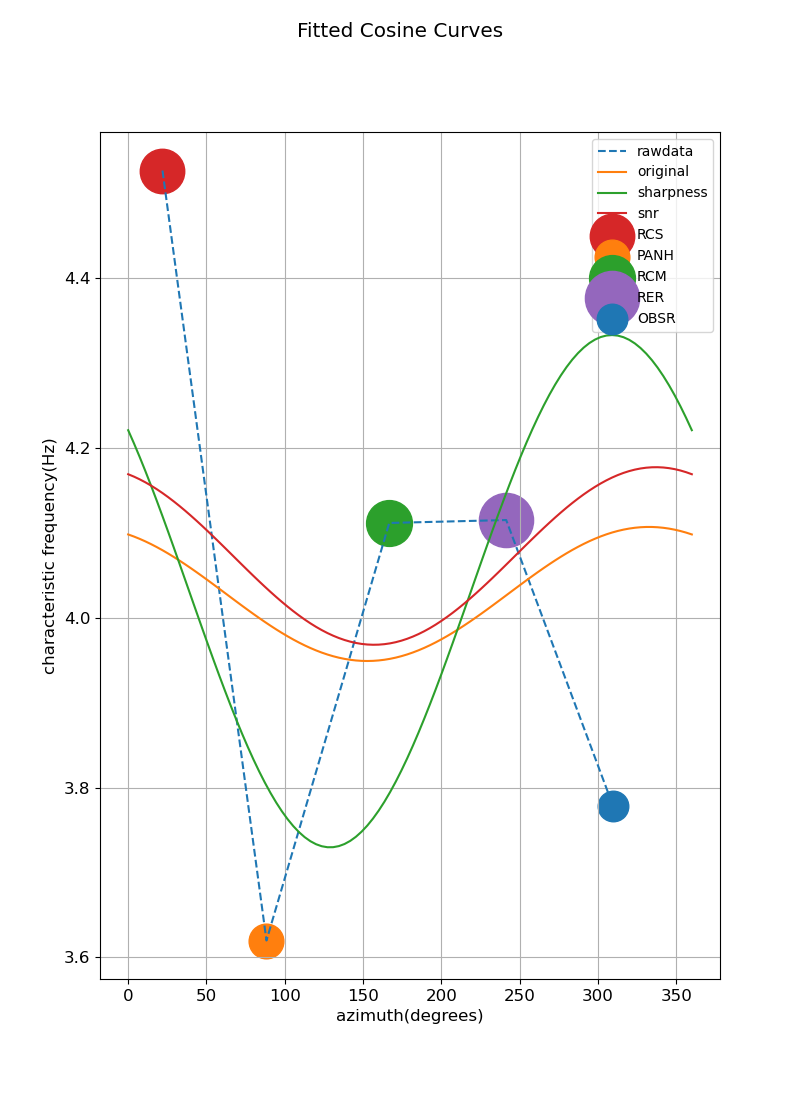 Fitted Cosine Curves
rawdata
original
sharpness
snr
RCS
PANH
RCM
RER
OBSR
characteristic frequency(Hz)
4.4
4.2
4.0
3.8
3.6
0 50 100 150 200 250 300 350
azimuth(degrees)